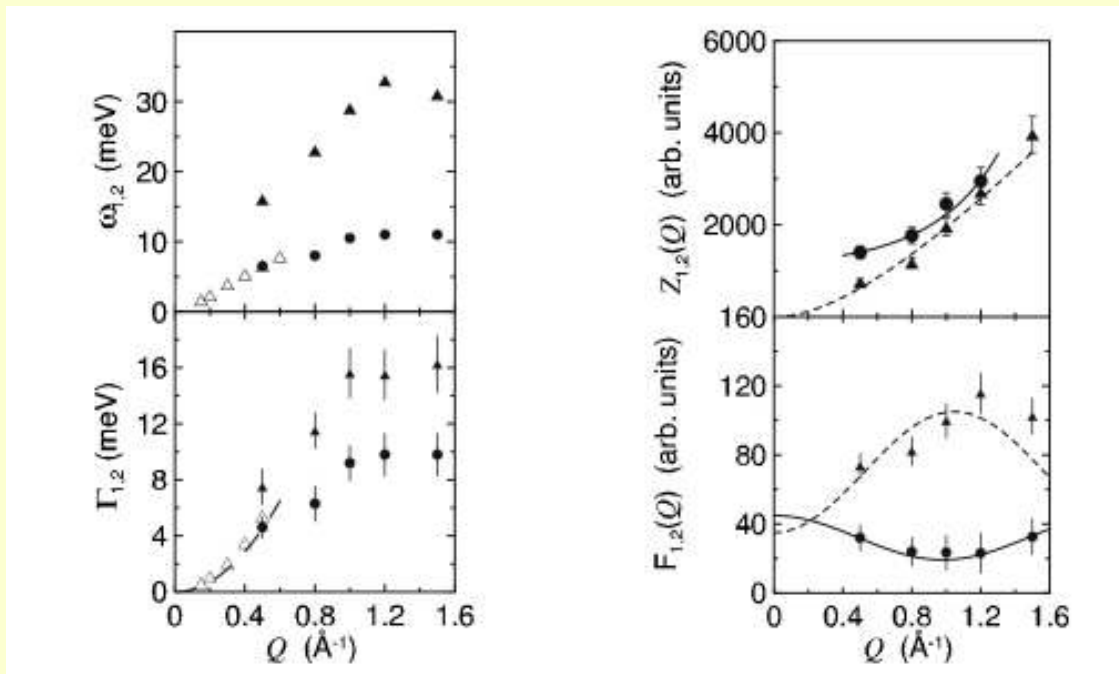 ω1,2 (meV)
30
20
10
0
Γ1,2 (meV)
16
12
8
4
0
0 0.4 0.8 1.2 1.6
Q (Å-1)
Z1,2(Q) (arb. units)
6000
4000
2000
160
F1,2(Q) (arb. units)
120
80
40
0
0 0.4 0.8 1.2 1.6
Q (Å-1)